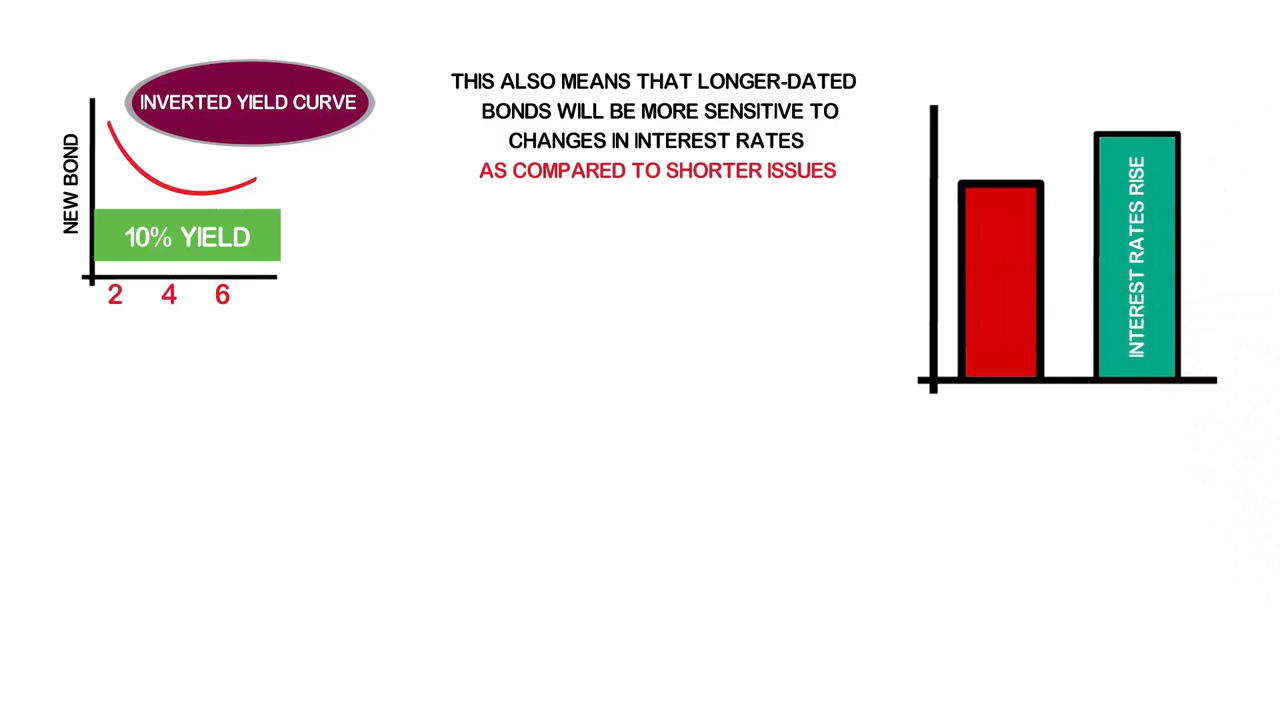 INVERTED YIELD CURVE
NEW BOND
10% YIELD
2 4 6
THIS ALSO MEANS THAT LONGER-DATED
BONDS WILL BE MORE SENSITIVE TO
CHANGES IN INTEREST RATES
AS COMPARED TO SHORTER ISSUES
INTEREST RATES RISE